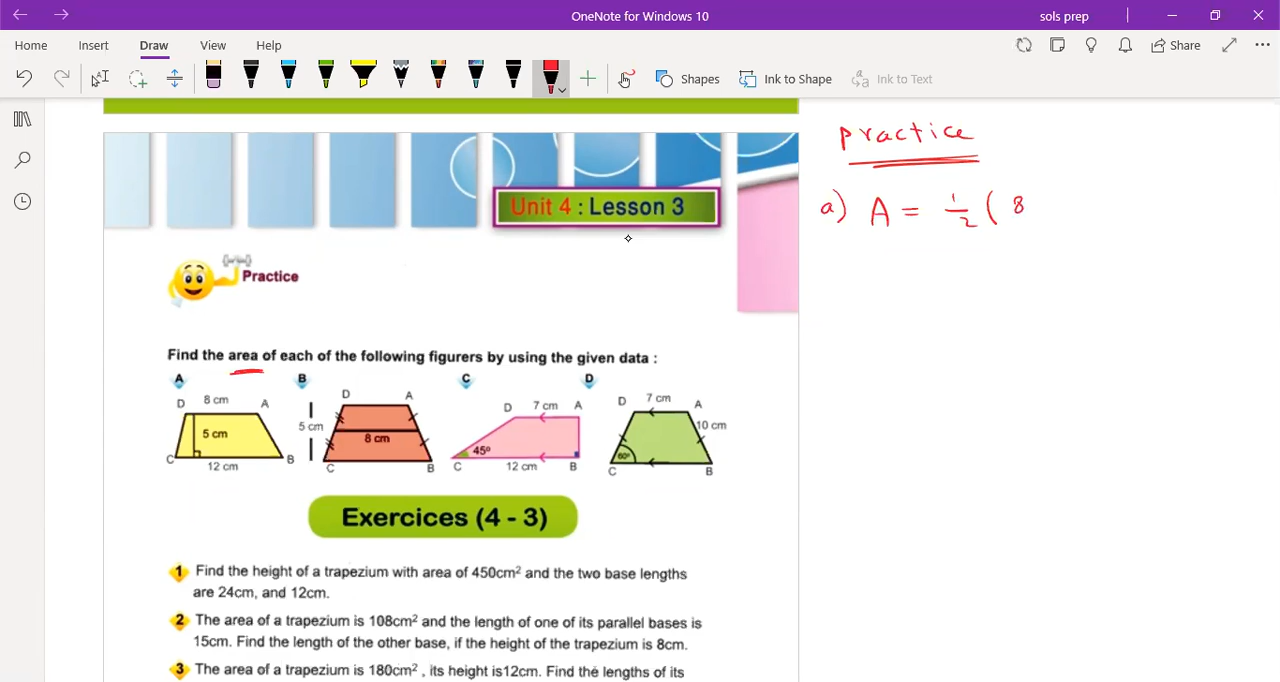 OneNote for Windows 10
sols prep
Home Insert Draw View Help
Share
Shapes Ink to Shape Ink to Text
practice
a) A = 1/2 ( 8
Unit 4 : Lesson 3
Practice
Find the area of each of the following figurers by using the given data :
A B C D
D 8 cm A
5 cm
C 12 cm B
D A
5 cm
8 cm
C B
D 7 cm A
45º
C 12 cm B
D 7 cm A
10 cm
60º
C B
Exercices (4 - 3)
1 Find the height of a trapezium with area of 450cm² and the two base lengths
are 24cm, and 12cm.
2 The area of a trapezium is 108cm² and the length of one of its parallel bases is
15cm. Find the length of the other base, if the height of the trapezium is 8cm.
3 The area of a trapezium is 180cm² , its height is12cm. Find the lengths of its